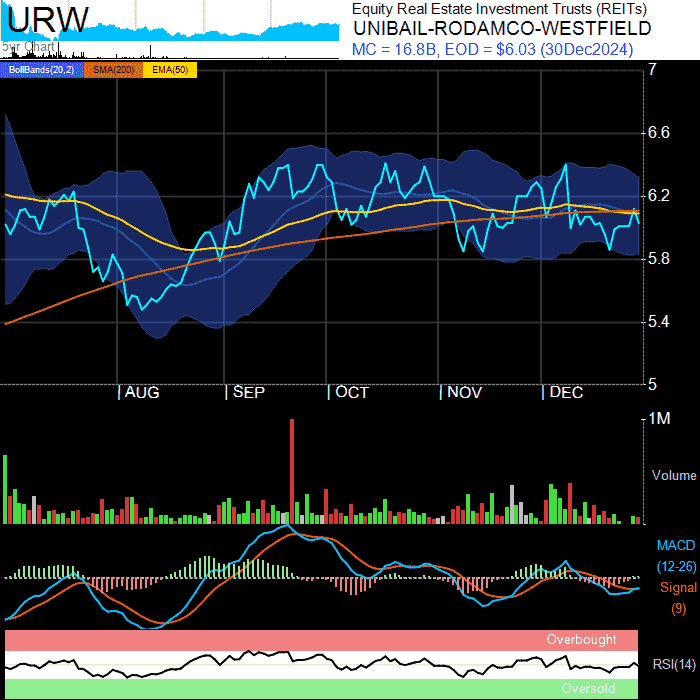 URW
5yr Chart
Equity Real Estate Investment Trusts (REITs)
UNIBAIL-RODAMCO-WESTFIELD
MC = 16.8B, EOD = $6.03 (30Dec2024)
BollBands(20,2) SMA(200) EMA(50)
7
6.6
6.2
5.8
5.4
5
AUG SEP OCT NOV DEC
1M
Volume
MACD
(12-26)
Signal
(9)
Overbought
RSI(14)
Oversold